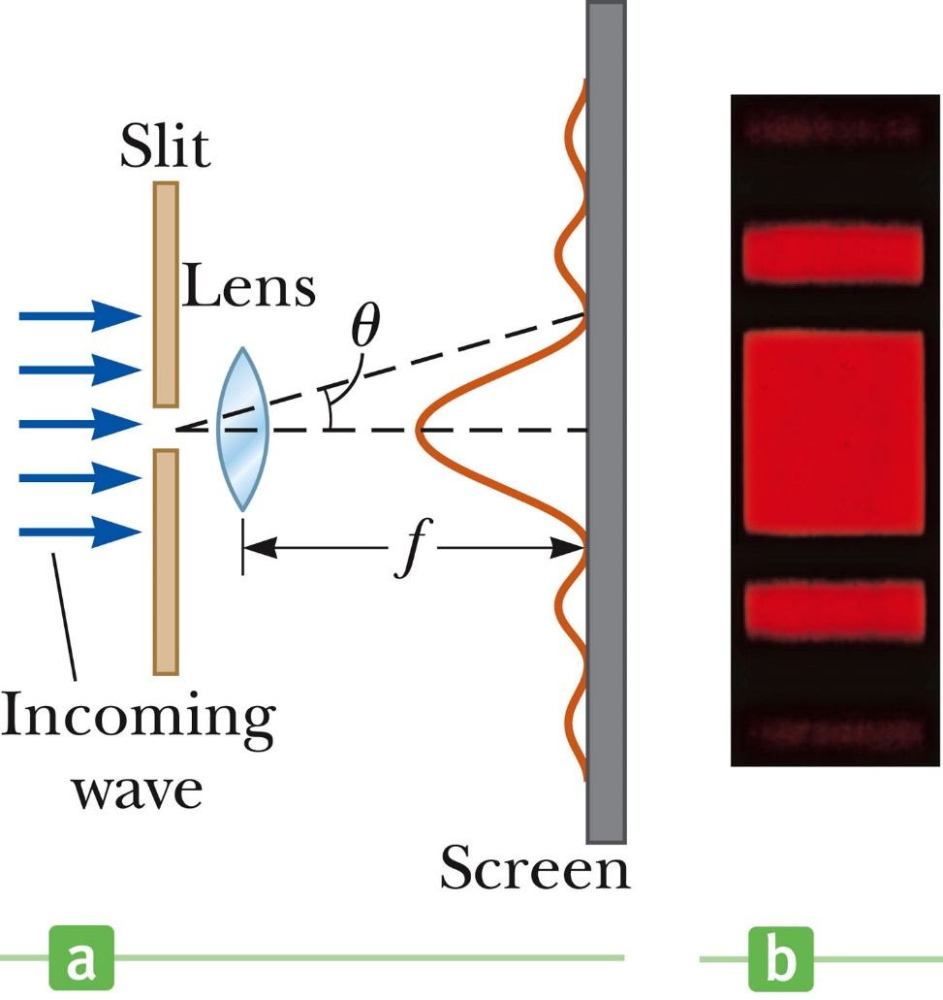 Slit
Lens
θ
f
Incoming
wave
Screen
a
b